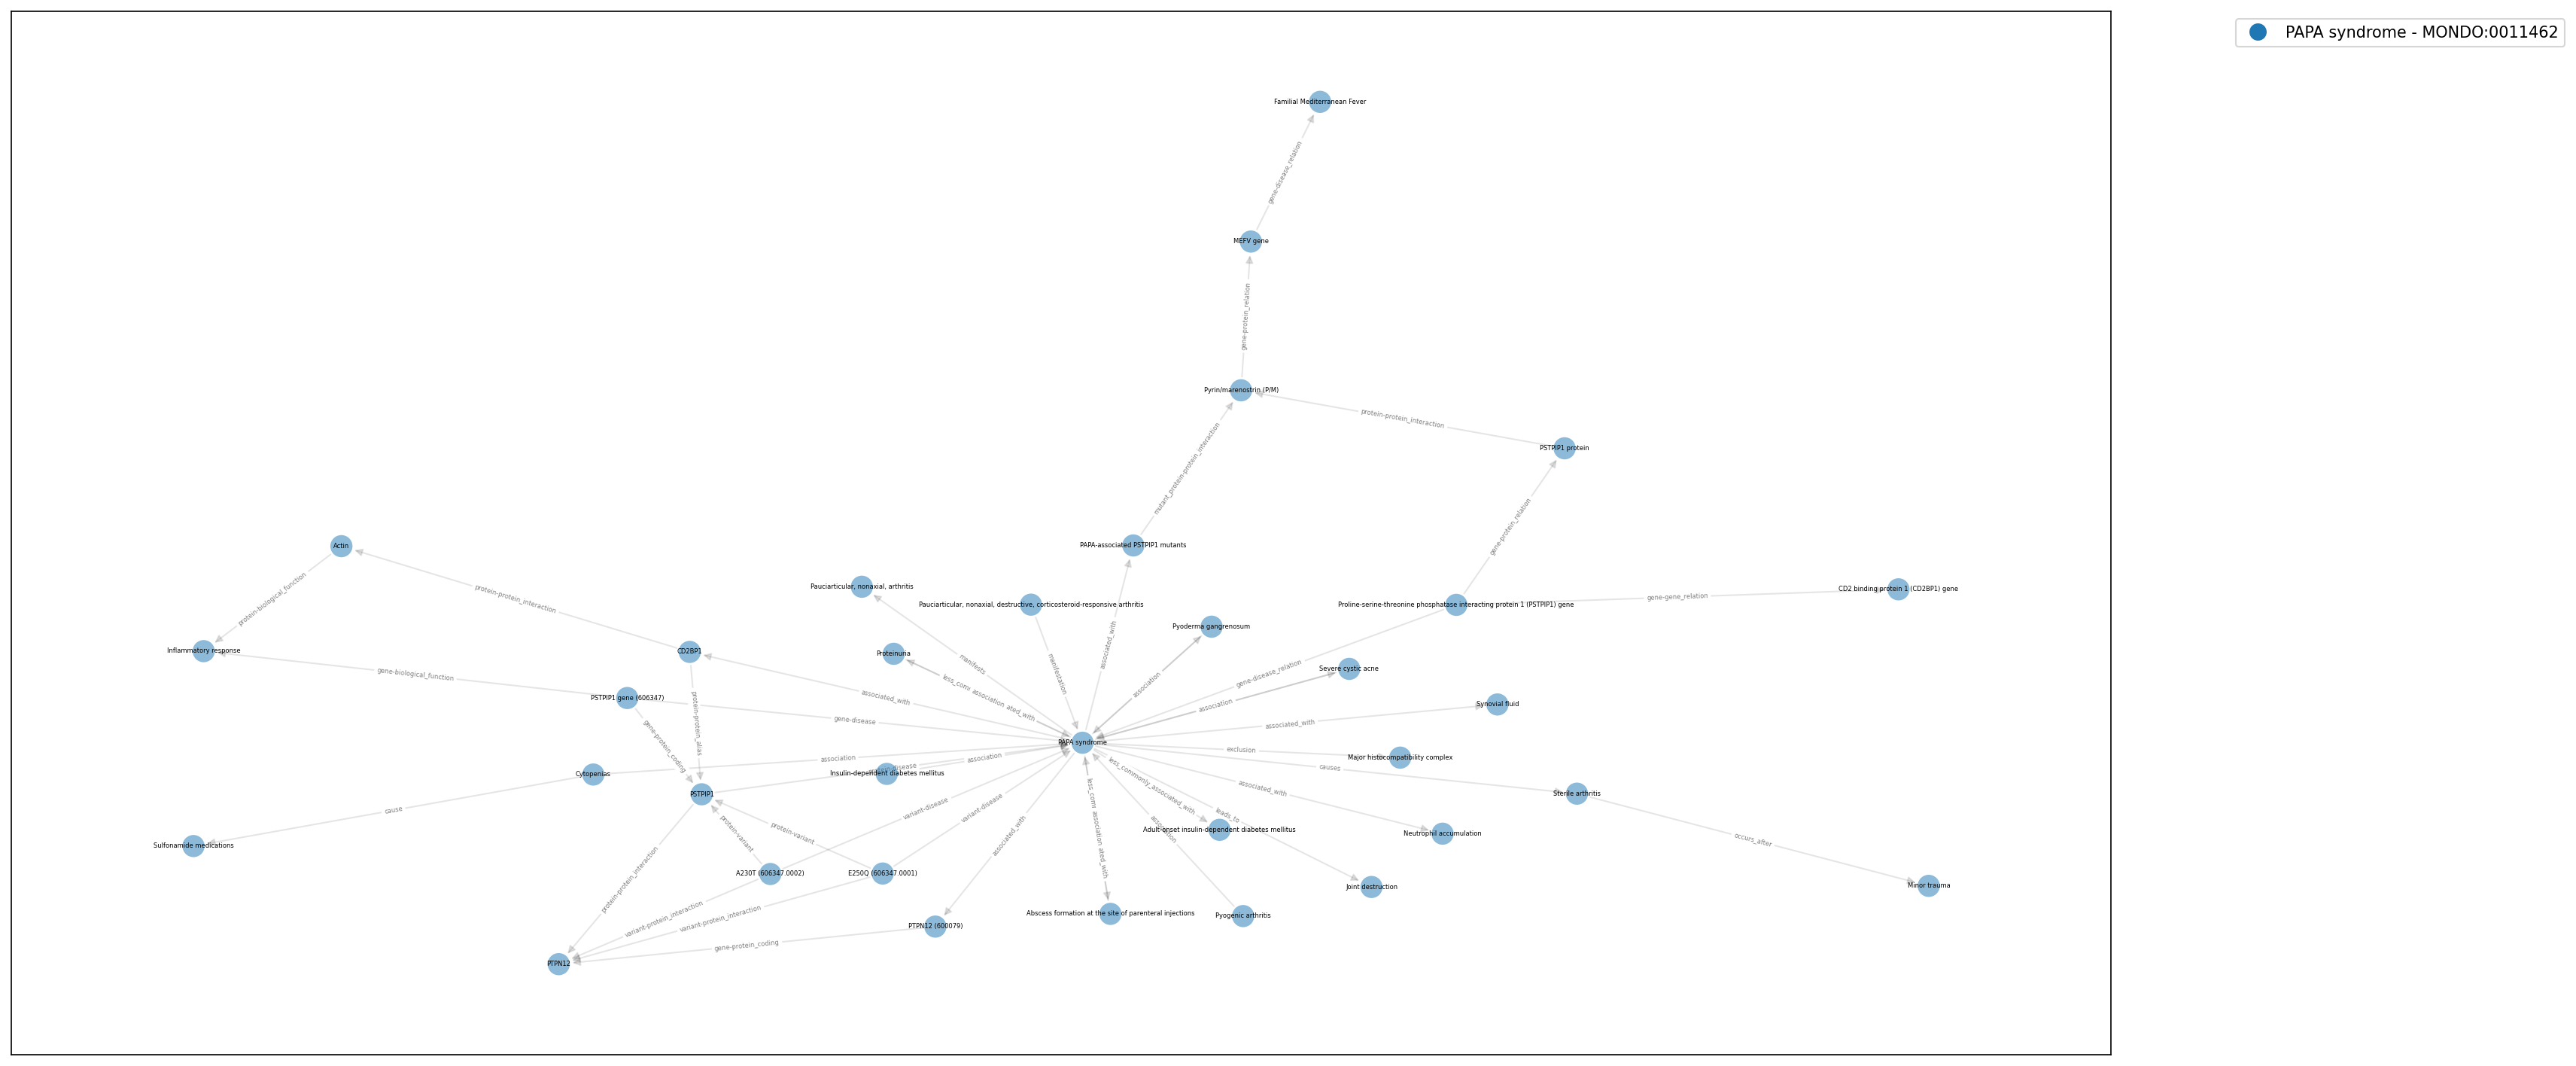 PAPA syndrome - MONDO:0011462
Familial Mediterranean Fever
gene-disease_relation
MEFV gene
gene-protein_relation
Pyrin/marenostrin (P/M)
protein-protein_interaction
PSTPIP1 protein
mutant_protein-protein_interaction
gene-protein_relation
Actin
PAPA-associated PSTPIP1 mutants
protein-biological_function
protein-protein_interaction
Pauciarticular, nonaxial, arthritis
Pauciarticular, nonaxial, destructive, corticosteroid-responsive arthritis
Proline-serine-threonine phosphatase interacting protein 1 (PSTPIP1) gene
gene-gene_relation
CD2 binding protein 1 (CD2BP1) gene
Pyoderma gangrenosum
associated_with
Inflammatory response
CD2BP1
Proteinuria
manifests
manifestation
gene-disease_relation
Severe cystic acne
gene-biological_function
association
PSTPIP1 gene (606347)
associated_with
association
association
Synovial fluid
gene-disease
protein-protein_alias
gene-protein_coding
associated_with
PAPA syndrome
exclusion
Major histocompatibility complex
association
association
Cytopenias
Insulin-dependent diabetes mellitus
causes
less_commonly_associated_with
associated_with
Sterile arthritis
PSTPIP1
cause
variant-disease
variant-disease
leads_to
protein-variant
protein-variant
association
Adult-onset insulin-dependent diabetes mellitus
Neutrophil accumulation
occurs_after
Sulfonamide medications
associated_with
association
A230T (606347.0002)
E250Q (606347.0001)
protein-protein_interaction
Joint destruction
Minor trauma
variant-protein_interaction
variant-protein_interaction
Abscess formation at the site of parenteral injections
Pyogenic arthritis
PTPN12 (600079)
gene-protein_coding
PTPN12